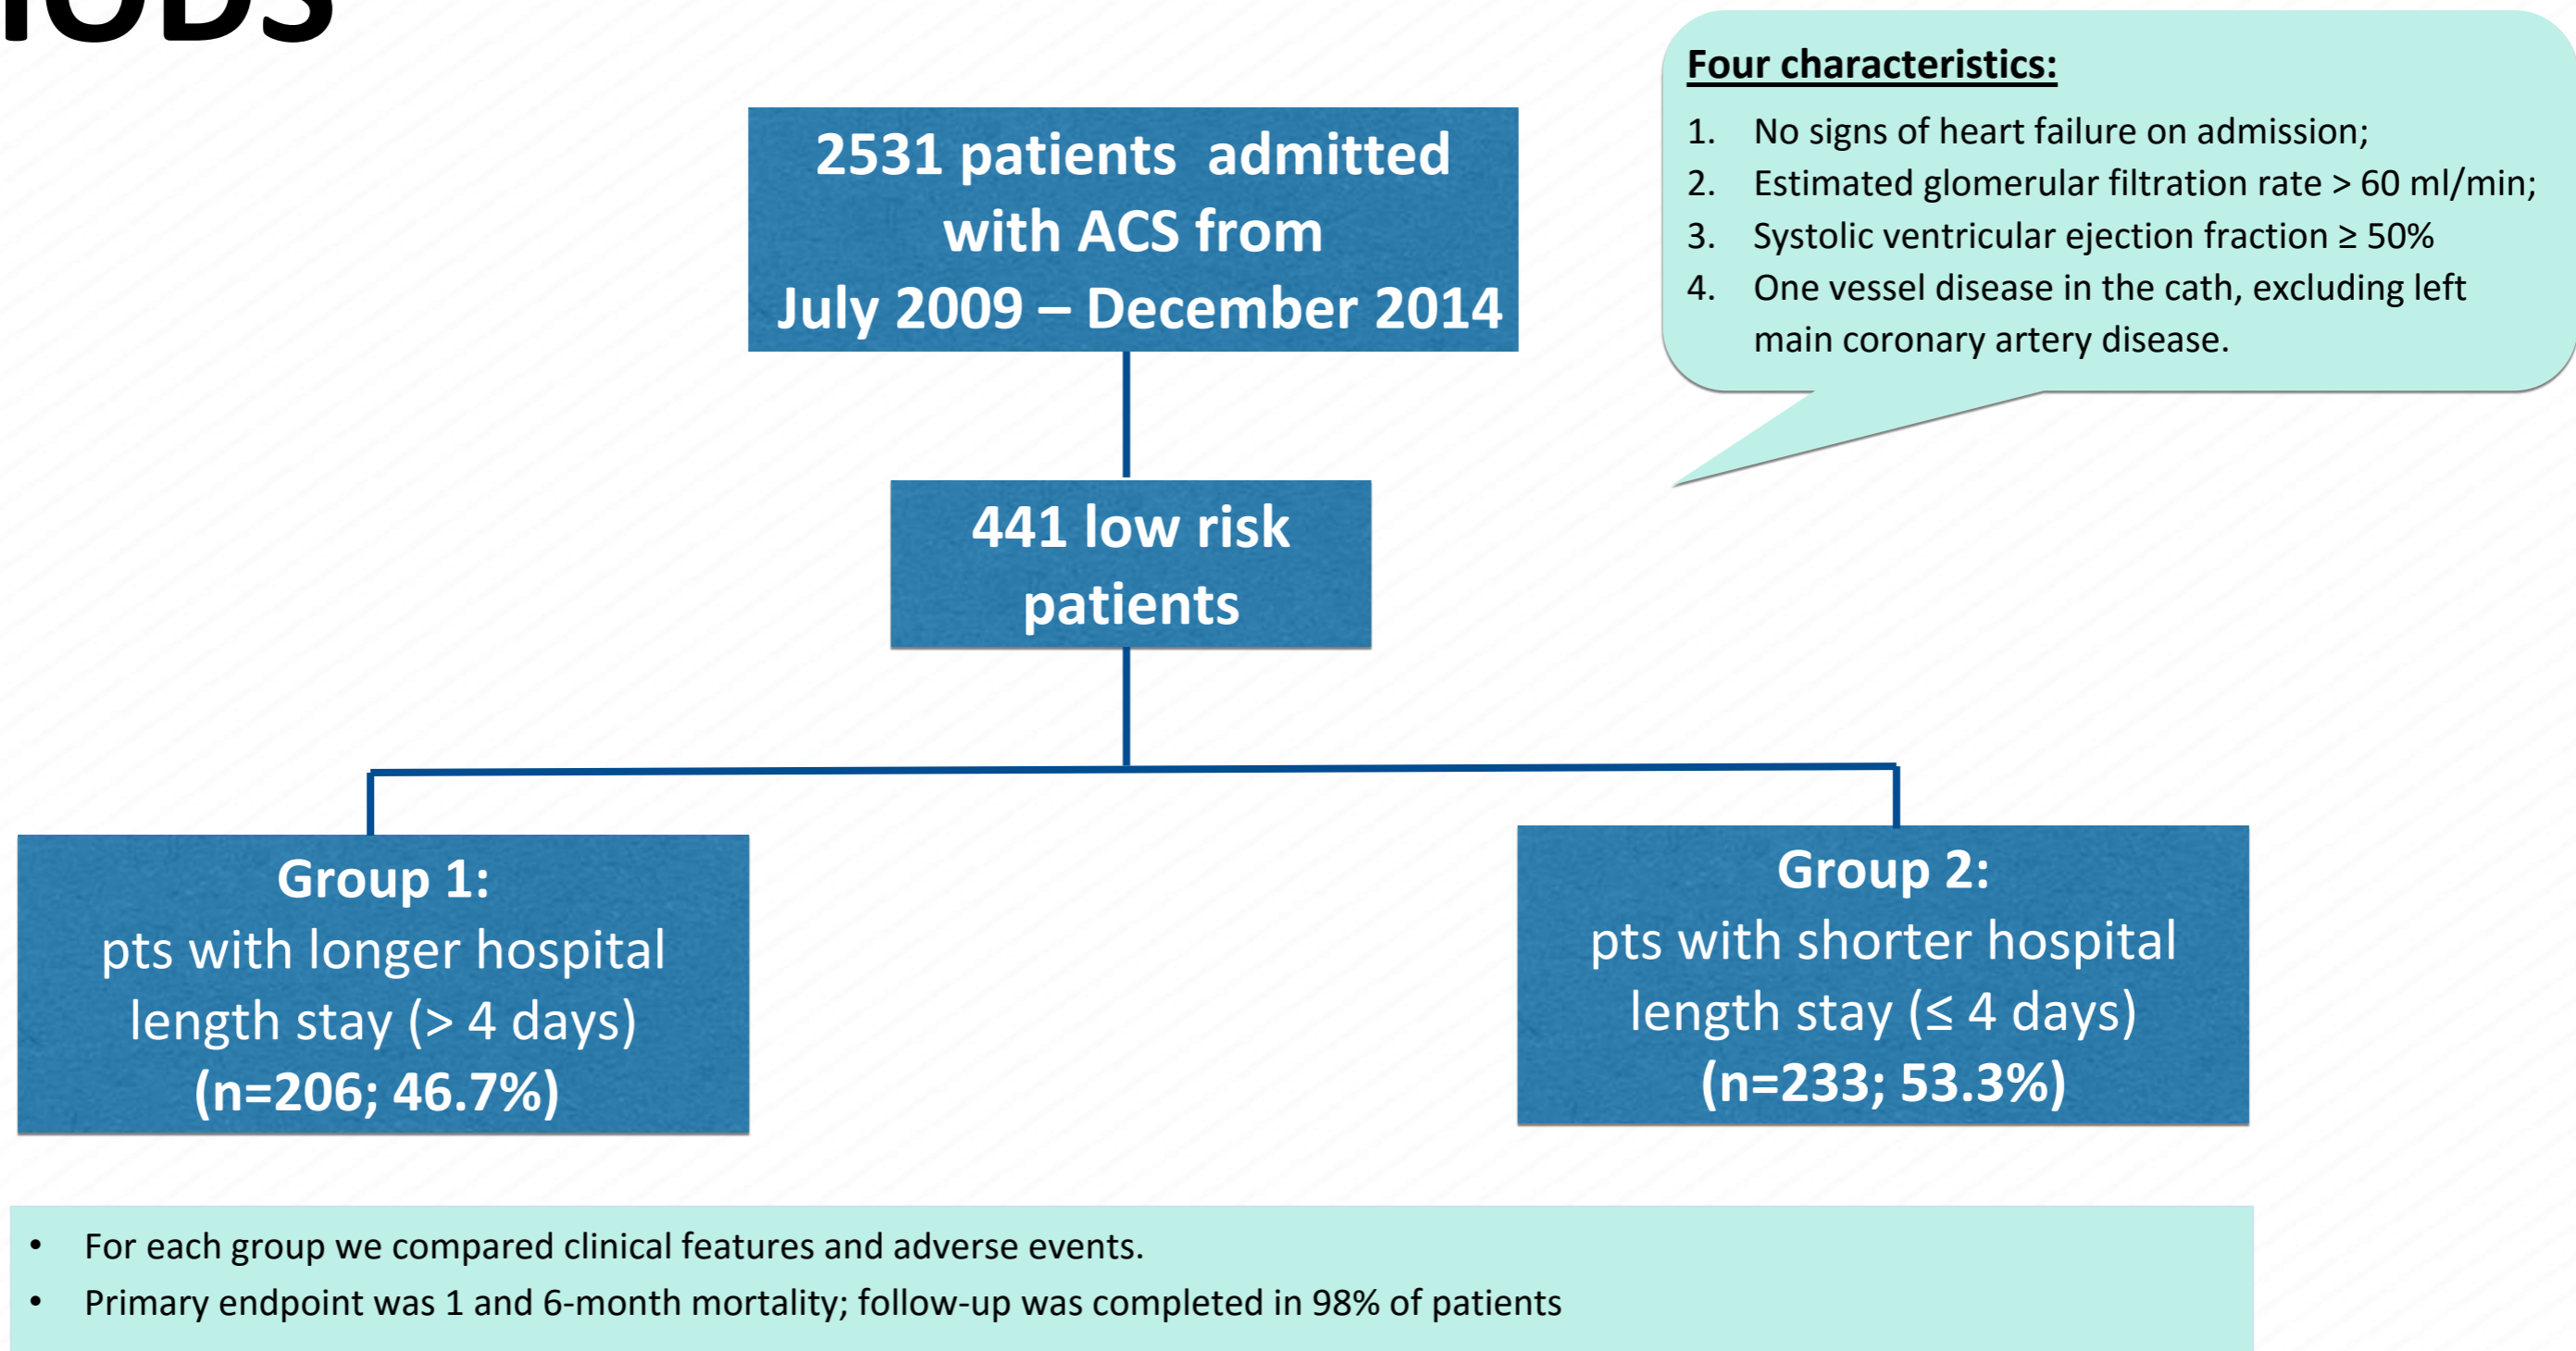 2531 patients admitted
with ACS from
July 2009 – December 2014
Four characteristics:
1. No signs of heart failure on admission;
2. Estimated glomerular filtration rate > 60 ml/min;
3. Systolic ventricular ejection fraction ≥ 50%
4. One vessel disease in the cath, excluding left
main coronary artery disease.
441 low risk
patients
Group 1:
pts with longer hospital
length stay (> 4 days)
(n=206; 46.7%)
Group 2:
pts with shorter hospital
length stay (≤ 4 days)
(n=233; 53.3%)
• For each group we compared clinical features and adverse events.
• Primary endpoint was 1 and 6-month mortality; follow-up was completed in 98% of patients